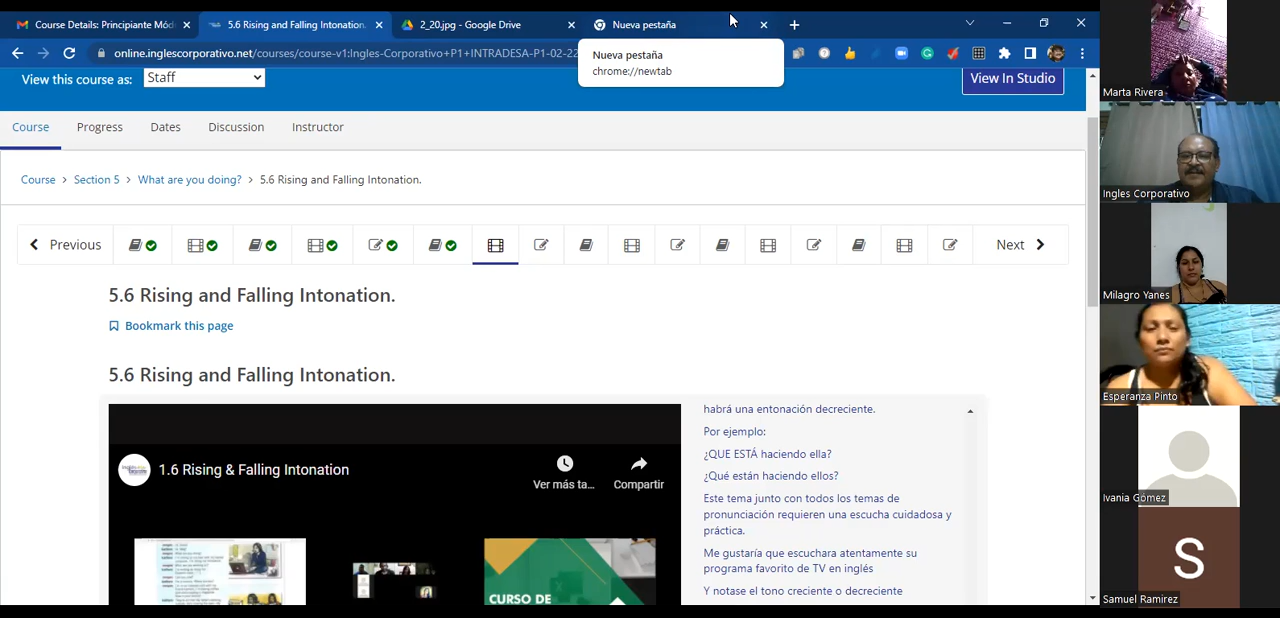 Course Details: Principiante Mód
5.6 Rising and Falling Intonation.
2_20.jpg - Google Drive
Nueva pestaña
online.inglescorporativo.net/courses/course-v1:Ingles-Corporativo+P1+INTRADESA-P1-02-22
Nueva pestaña
chrome://newtab
View this course as:
Staff
View In Studio
Course
Progress
Dates
Discussion
Instructor
Course > Section 5 > What are you doing? > 5.6 Rising and Falling Intonation.
Previous
Next
5.6 Rising and Falling Intonation.
Bookmark this page
5.6 Rising and Falling Intonation.
1.6 Rising & Falling Intonation
Ver más ta...
Compartir
CURSO DE
habrá una entonación decreciente.
Por ejemplo:
¿QUE ESTÁ haciendo ella?
¿Qué están haciendo ellos?
Este tema junto con todos los temas de
pronunciación requieren una escucha cuidadosa y
práctica.
Me gustaría que escuchara atentamente su
programa favorito de TV en inglés
Y notase el tono creciente o decreciente
Marta Rivera
Ingles Corporativo
Milagro Yanes
Esperanza Pinto
Ivania Gómez
S
Samuel Ramírez